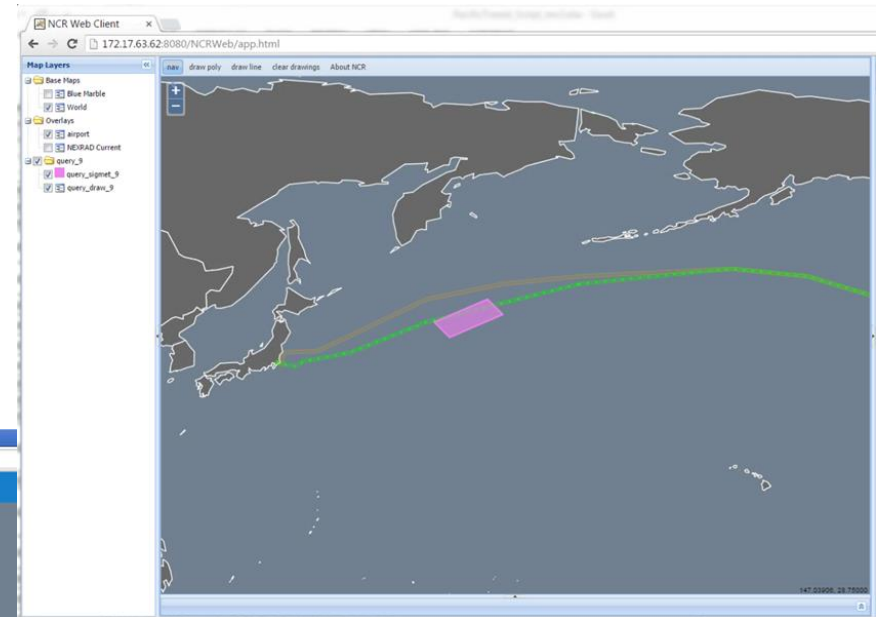 NCR Web Client
172.17.63.62:8080/NCRWeb/app.html
Map Layers
nav draw poly draw line clear drawings About NCR
Base Maps
Blue Marble
World
Overlays
airport
NEXRAD Current
query_9
query_sigmet_9
query_draw_9